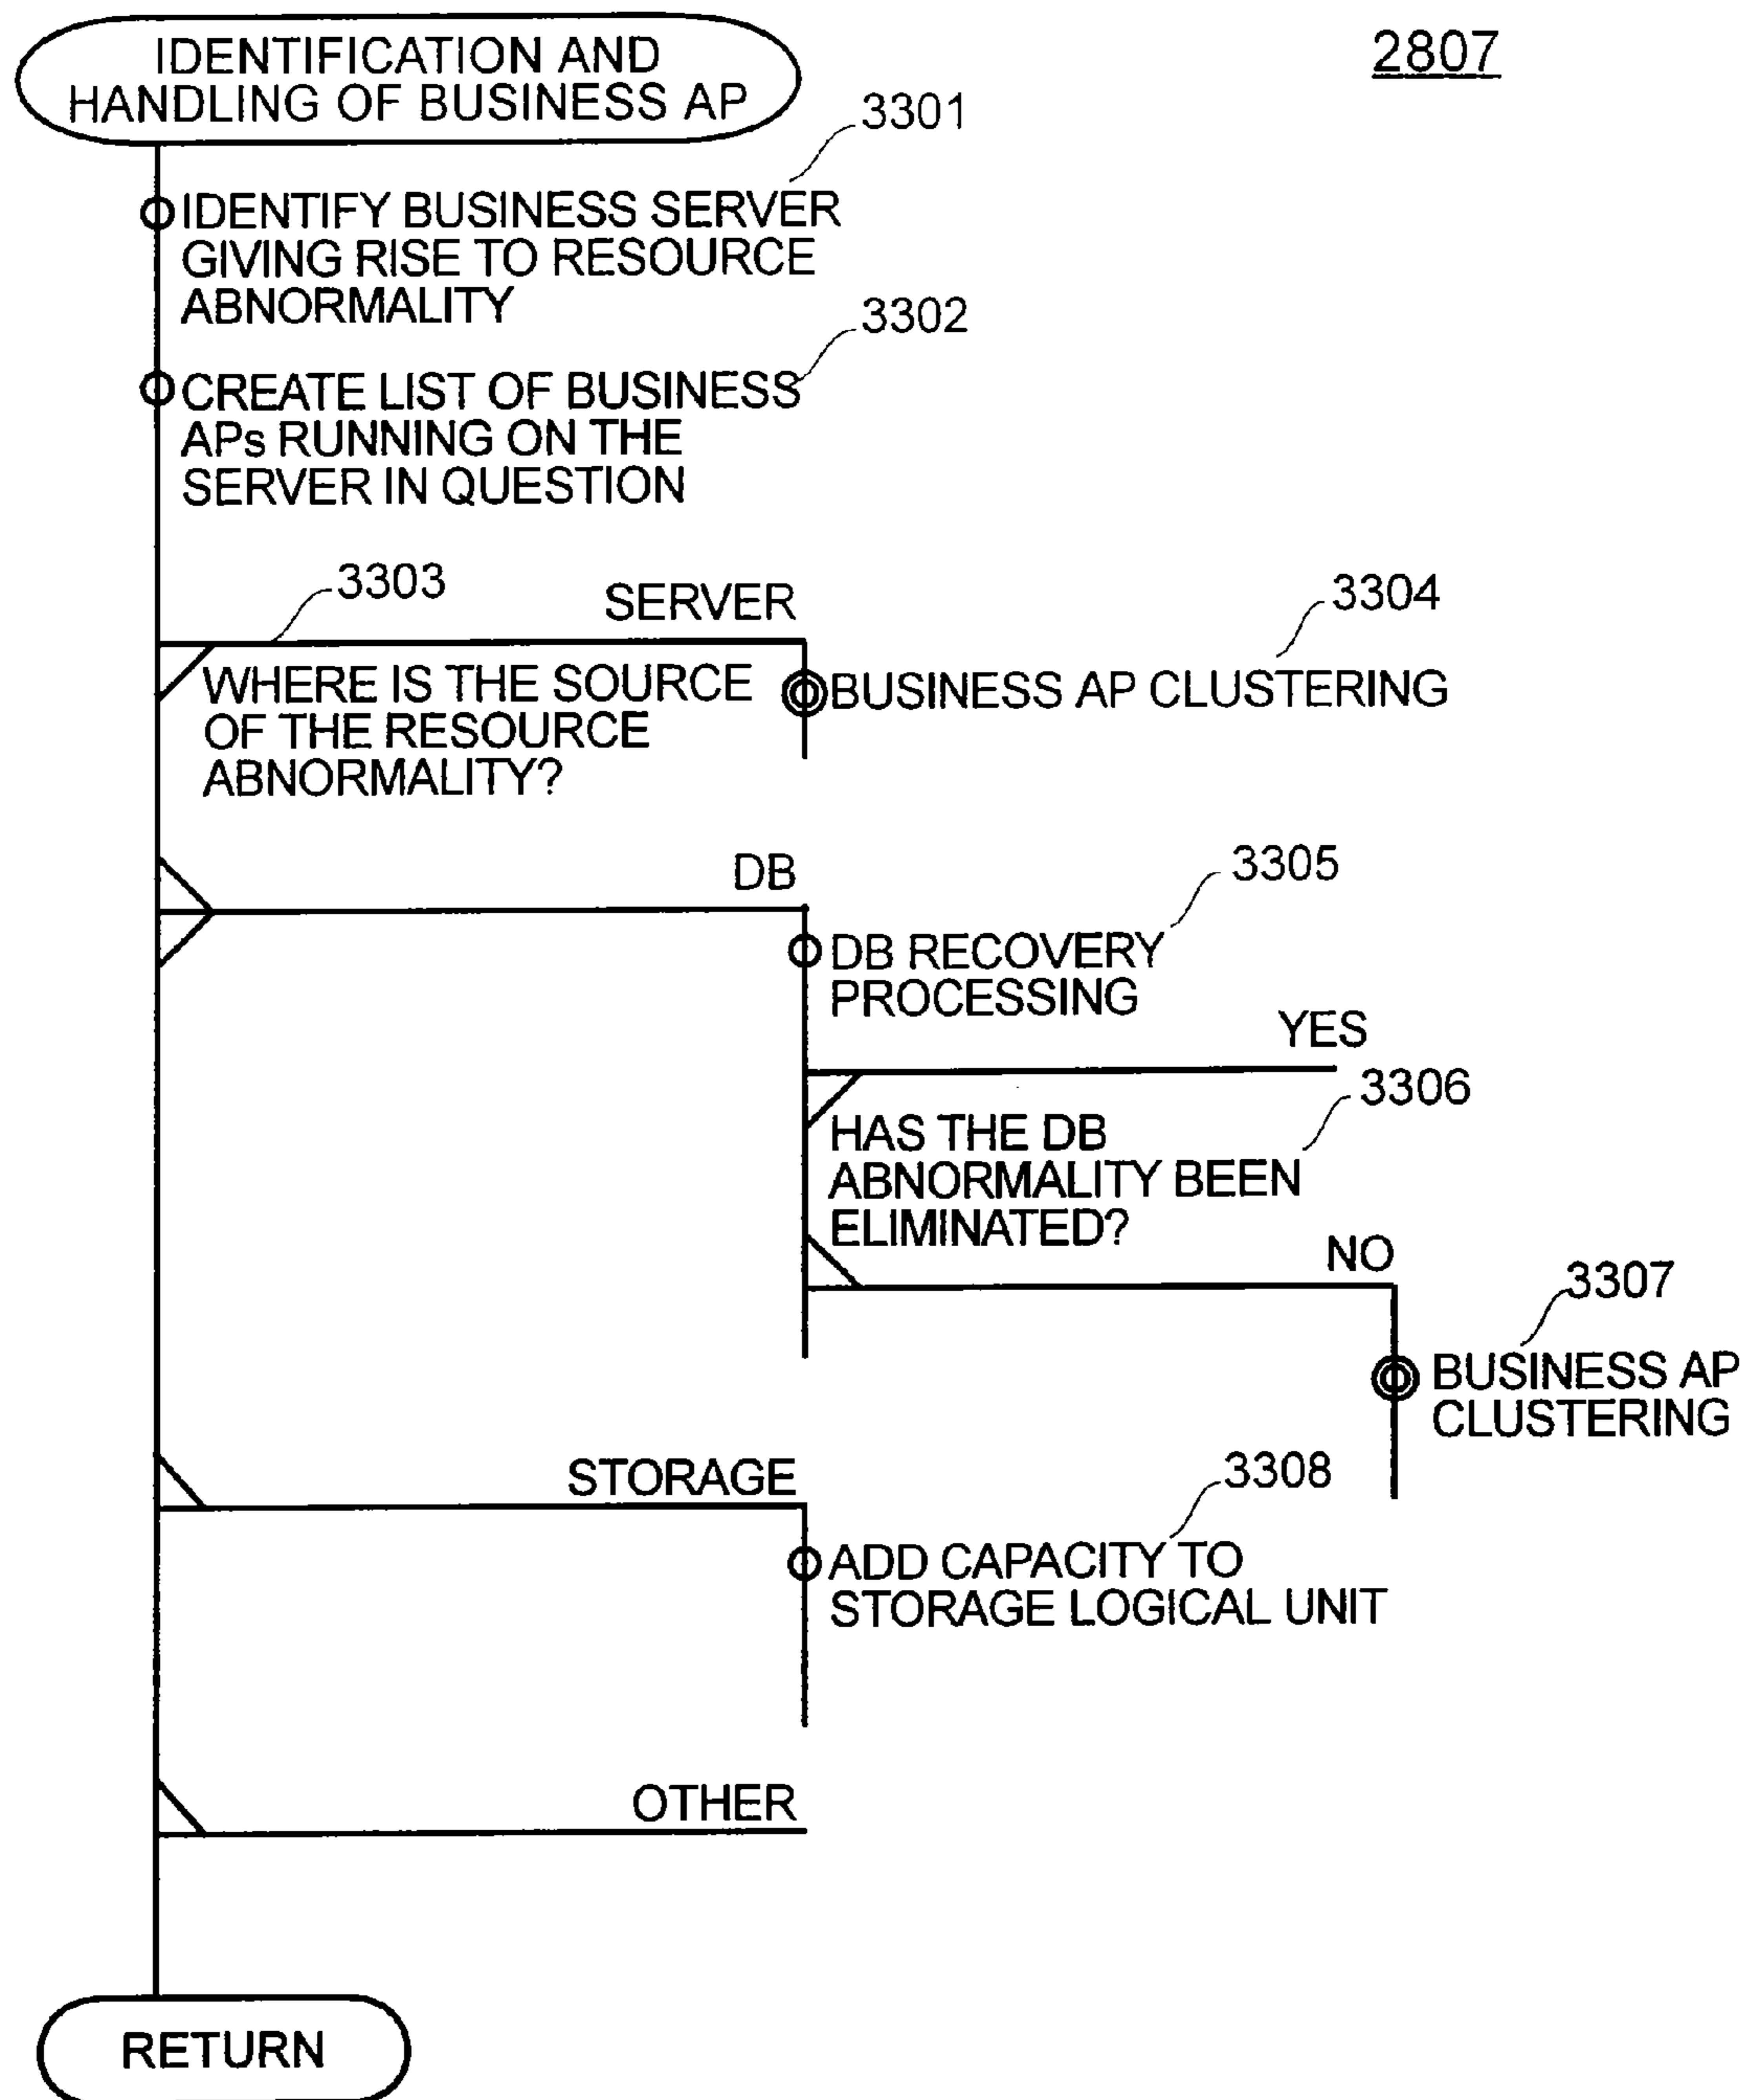 IDENTIFICATION AND
HANDLING OF BUSINESS AP
2807
3301
IDENTIFY BUSINESS SERVER
GIVING RISE TO RESOURCE
ABNORMALITY
3302
CREATE LIST OF BUSINESS
APs RUNNING ON THE
SERVER IN QUESTION
3303
SERVER
3304
WHERE IS THE SOURCE
OF THE RESOURCE
ABNORMALITY?
BUSINESS AP CLUSTERING
DB
3305
DB RECOVERY
PROCESSING
YES
3306
HAS THE DB
ABNORMALITY BEEN
ELIMINATED?
NO
3307
BUSINESS AP
CLUSTERING
STORAGE
3308
ADD CAPACITY TO
STORAGE LOGICAL UNIT
OTHER
RETURN